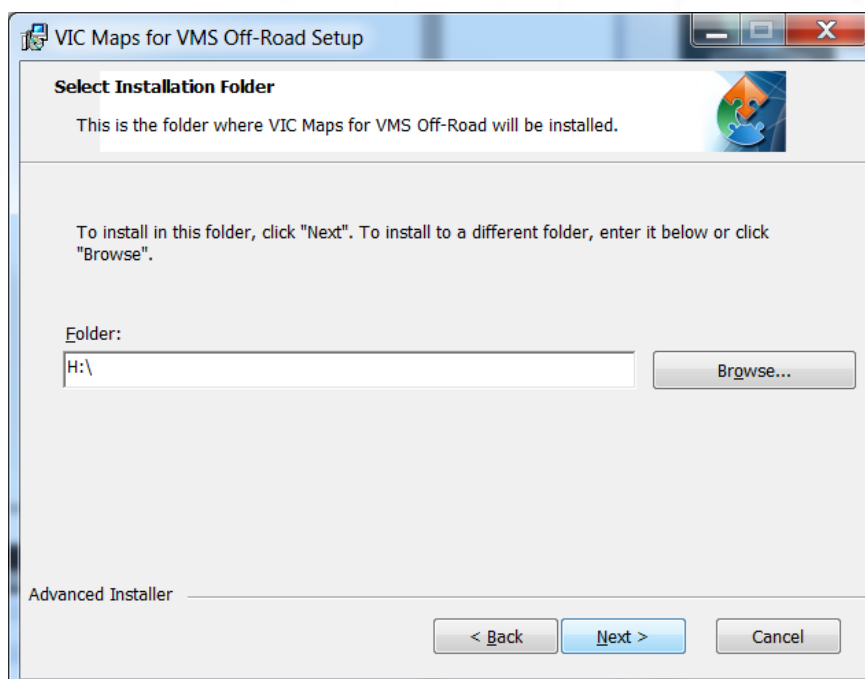 VIC Maps for VMS Off-Road Setup
Select Installation Folder
This is the folder where VIC Maps for VMS Off-Road will be installed.
To install in this folder, click "Next". To install to a different folder, enter it below or click
"Browse".
Folder:
H:\
Browse...
Advanced Installer
< Back
Next >
Cancel